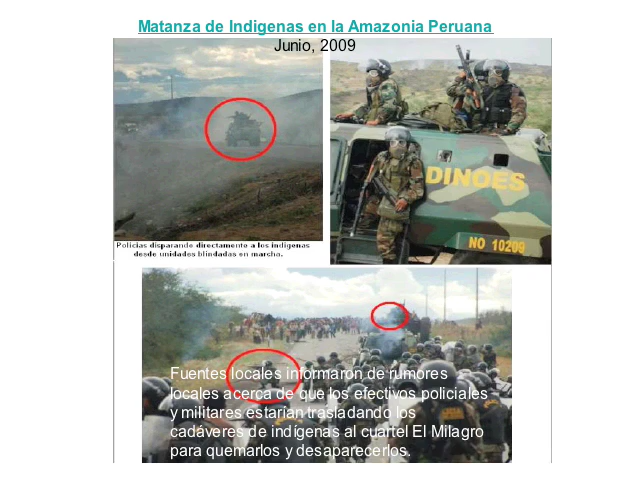 Matanza de Indigenas en la Amazonia Peruana
Junio, 2009
DINOES
NO 10209
Policias disparando directamente a los indigenas
desde unidades blindadas en marcha.
Fuentes locales informaron de rumores
locales acerca de que los efectivos policiales
y militares estarían trasladando los
cadáveres de indígenas al cuartel El Milagro
para quemarlos y desaparecerlos.